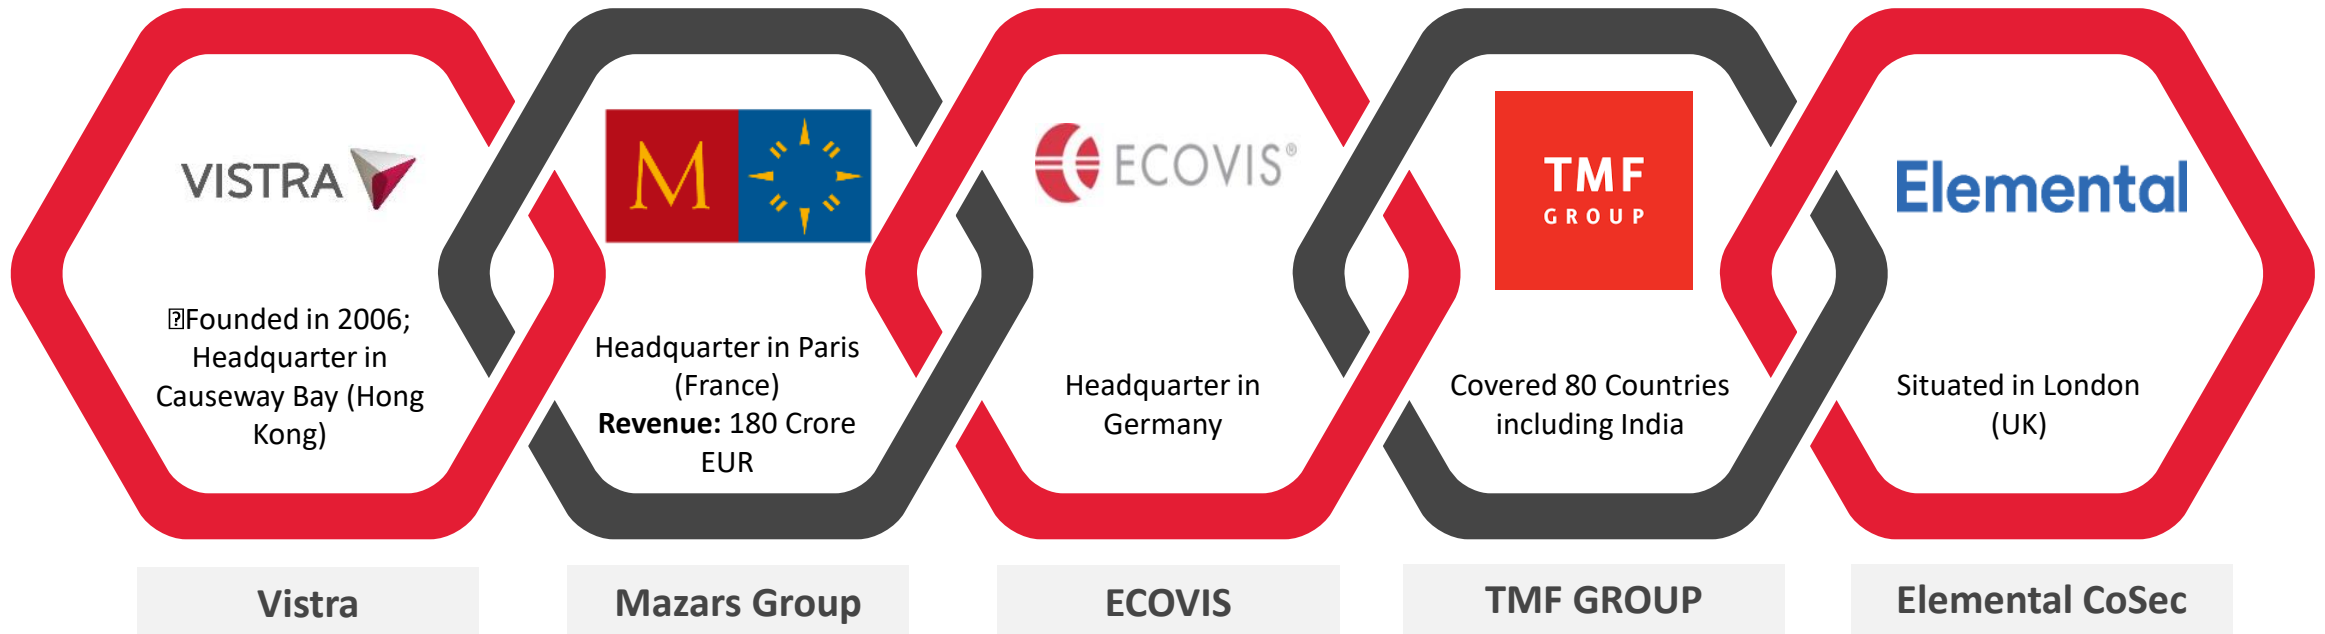 VISTRA
⍰Founded in 2006;
Headquarter in
Causeway Bay (Hong
Kong)
Vistra
M
Headquarter in Paris
(France)
Revenue: 180 Crore
EUR
Mazars Group
ECOVIS®
Headquarter in
Germany
ECOVIS
TMF
GROUP
Covered 80 Countries
including India
TMF GROUP
Elemental
Situated in London
(UK)
Elemental CoSec